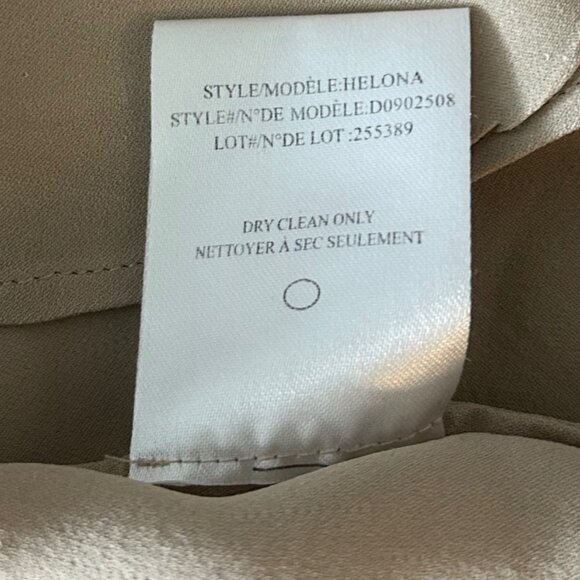 STYLE/MODÈLE:HELONA
STYLE#/N°DE MODÈLE:D0902508
LOT#/N°DE LOT :255389
DRY CLEAN ONLY
NETTOYER À SEC SEULEMENT